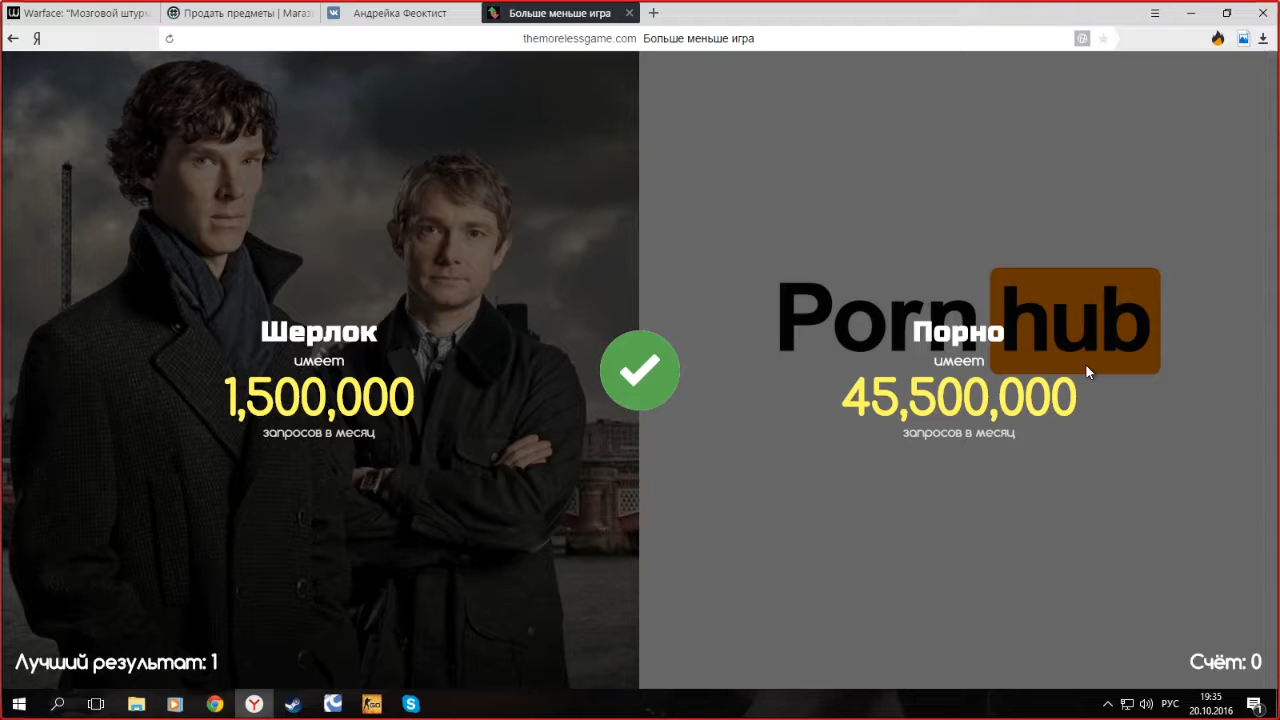 Warface: "Мозговой штурм
Продать предметы | Магаз
Андрейка Феоктист
Больше меньше игра
Я
themorelessgame.com Больше меньше игра
Шерлок
имеет
1,500,000
запросов в месяц
Porn hub
Порно
имеет
45,500,000
запросов в месяц
Лучший результат: 1
Счёт: 0
РУС
19:35
20.10.2016
1